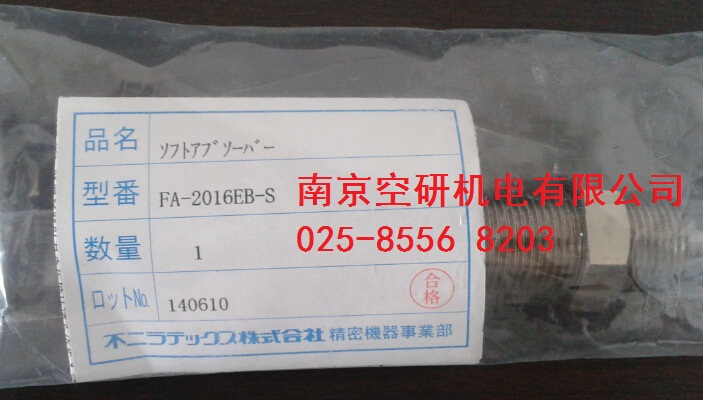 品名 ソフトアブソーバー
型番 FA-2016EB-S
数量 1
ロットNo. 140610
合格
不二ラテックス株式会社 精密機器事業部
南京空研机电有限公司
025-8556 8203